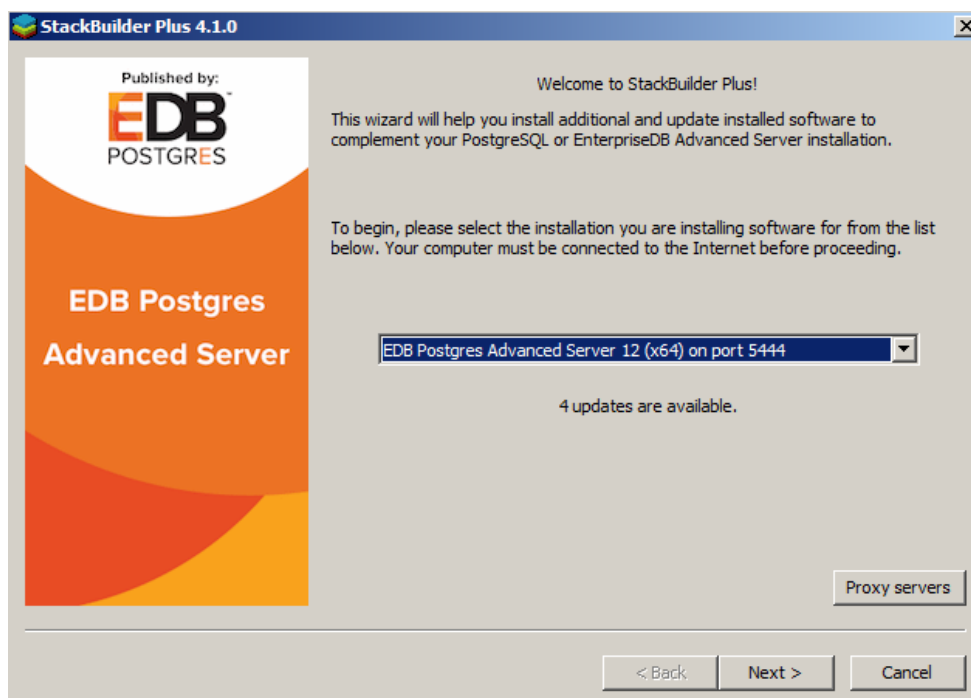 StackBuilder Plus 4.1.0
Published by:
EDB™
POSTGRES
EDB Postgres
Advanced Server
Welcome to StackBuilder Plus!
This wizard will help you install additional and update installed software to
complement your PostgreSQL or EnterpriseDB Advanced Server installation.
To begin, please select the installation you are installing software for from the list
below. Your computer must be connected to the Internet before proceeding.
EDB Postgres Advanced Server 12 (x64) on port 5444
4 updates are available.
Proxy servers
< Back
Next >
Cancel